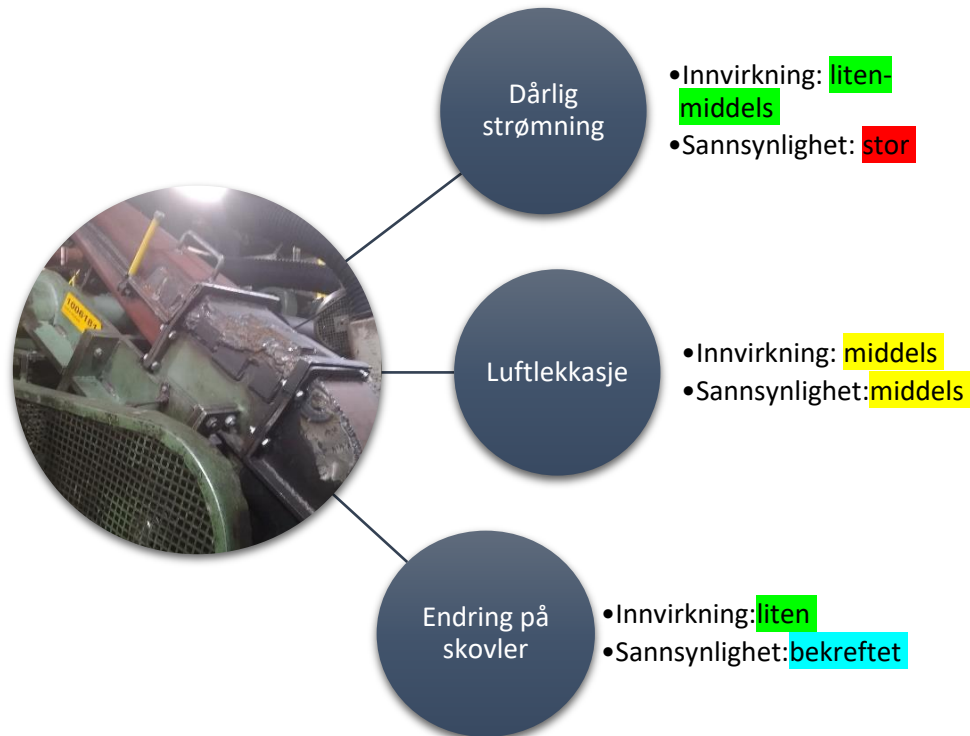 Dårlig
strømning
•Innvirkning: liten-
middels
•Sannsynlighet: stor
1006181
Luftlekkasje
•Innvirkning: middels
•Sannsynlighet:middels
Endring på
skovler
•Innvirkning:liten
•Sannsynlighet:bekreftet